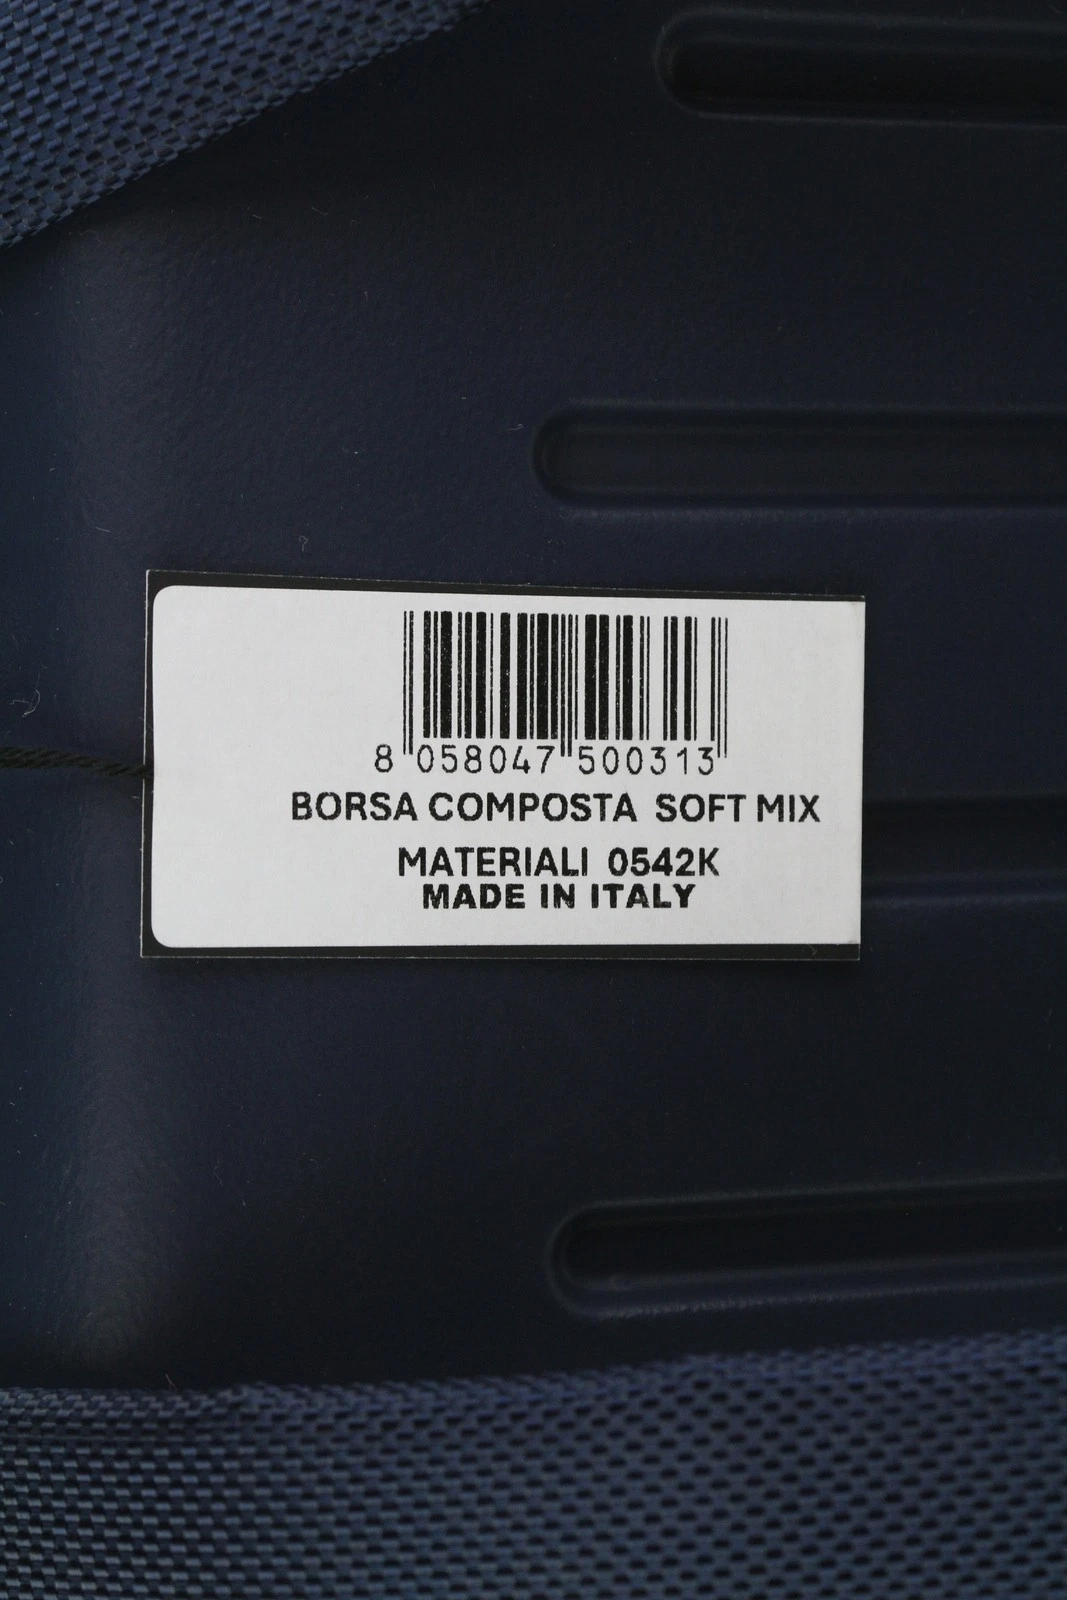 8 058047 500313
BORSA COMPOSTA SOFT MIX
MATERIALI 0542K
MADE IN ITALY